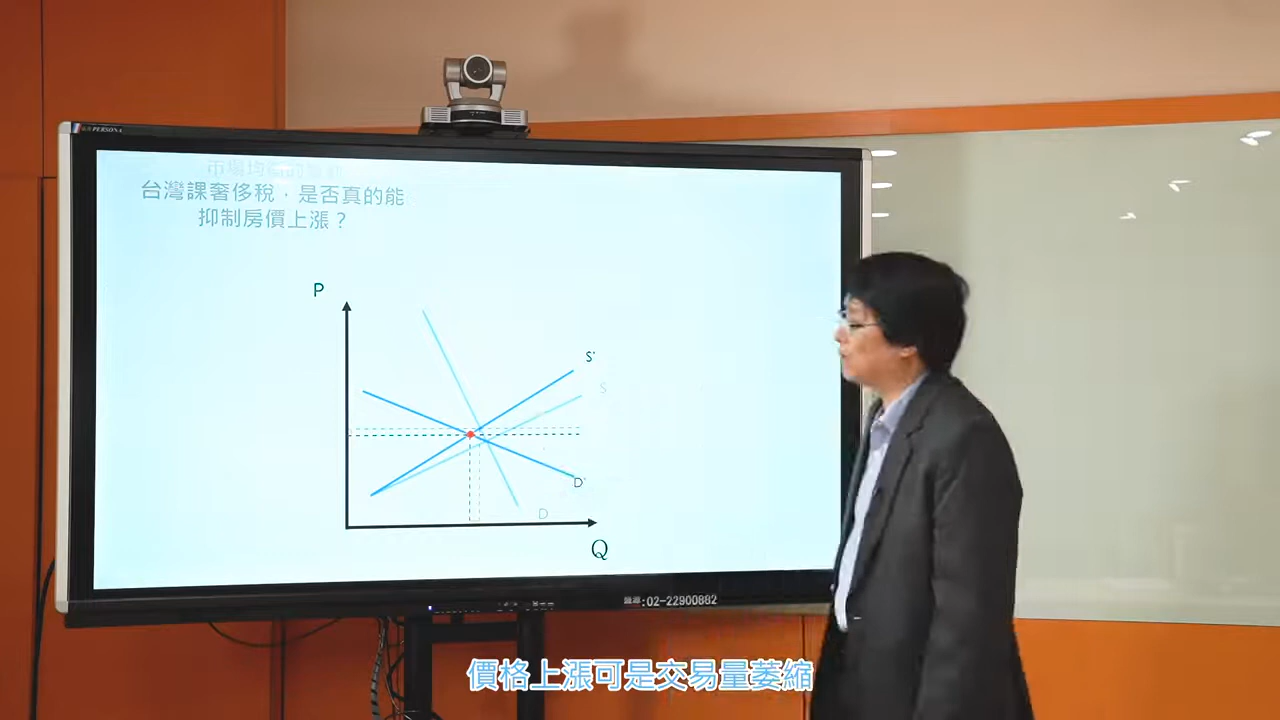 台灣課奢侈稅，是否真的能
抑制房價上漲？
P
S'
S
D'
D
Q
:02-22900882
價格上漲可是交易量萎縮